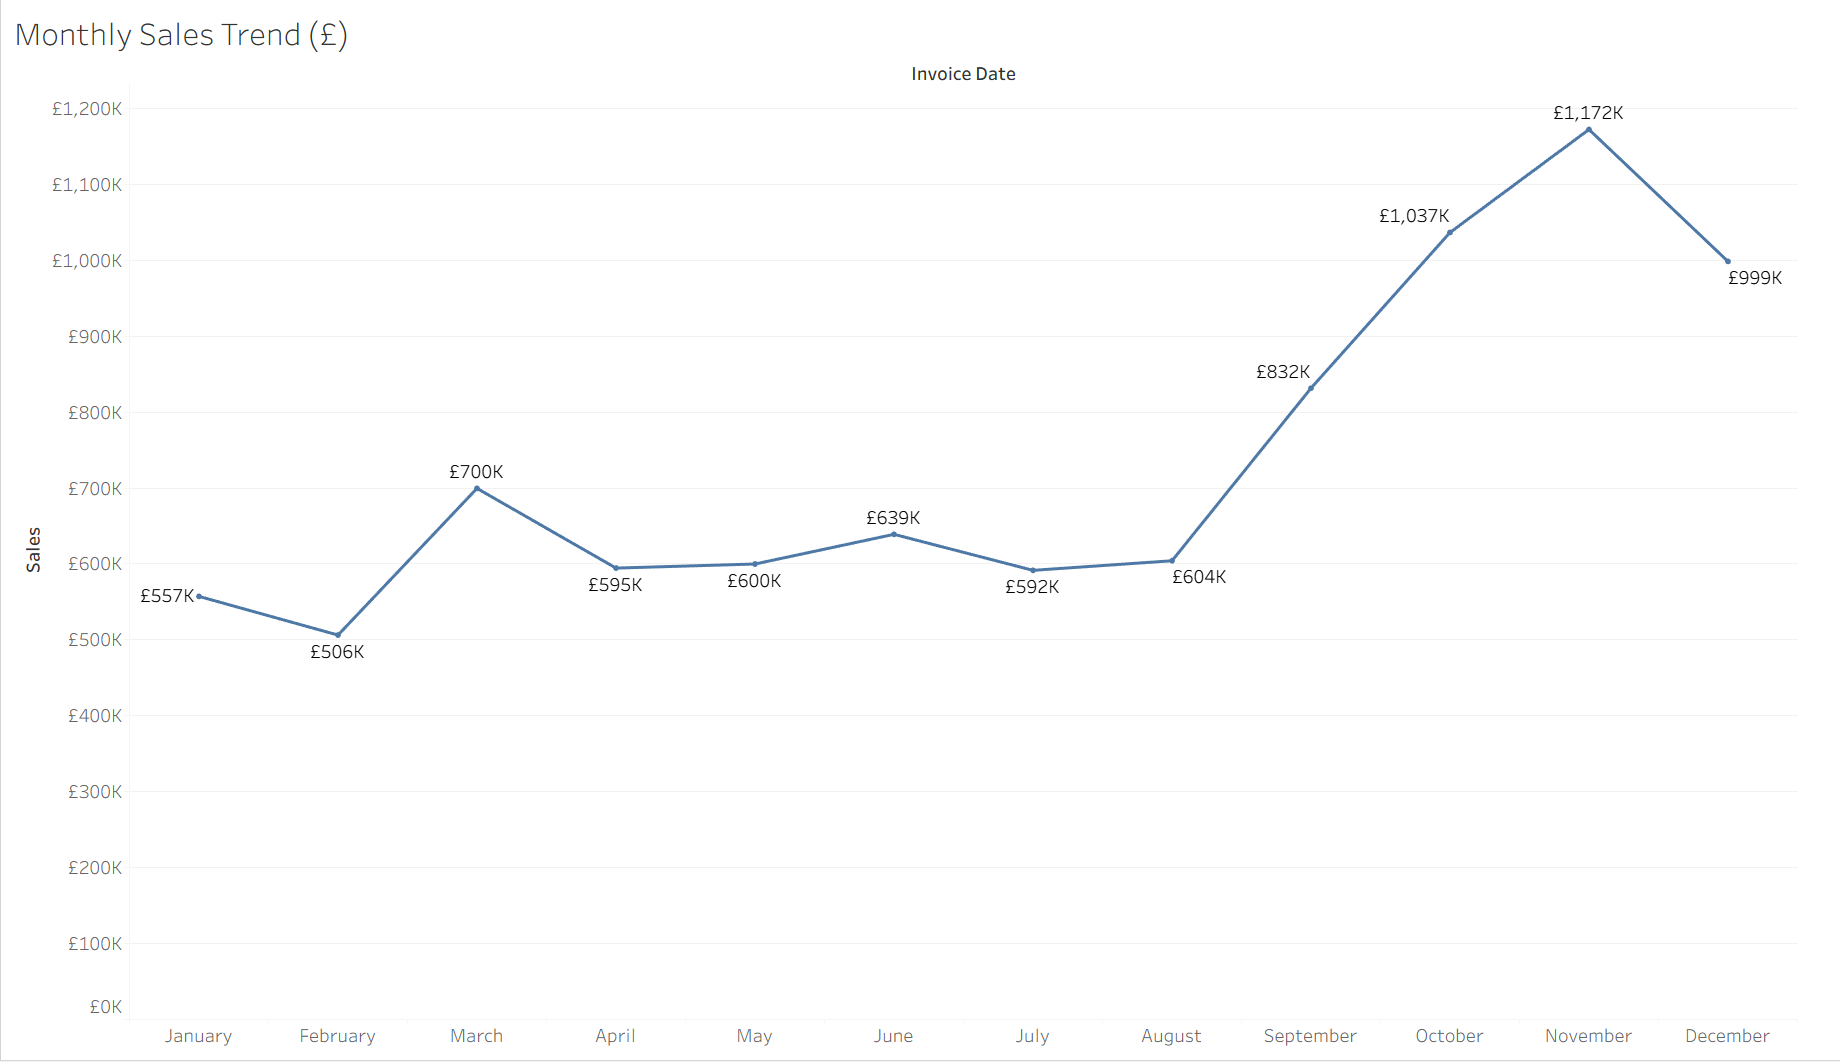 Monthly Sales Trend (£)
Invoice Date
£1,200K
£1,100K
£1,000K
£900K
£800K
£700K
£600K
£500K
£400K
£300K
£200K
£100K
£0K
Sales
£557K
£506K
£700K
£595K
£600K
£639K
£592K
£604K
£832K
£1,037K
£1,172K
£999K
January February March April May June July August September October November December